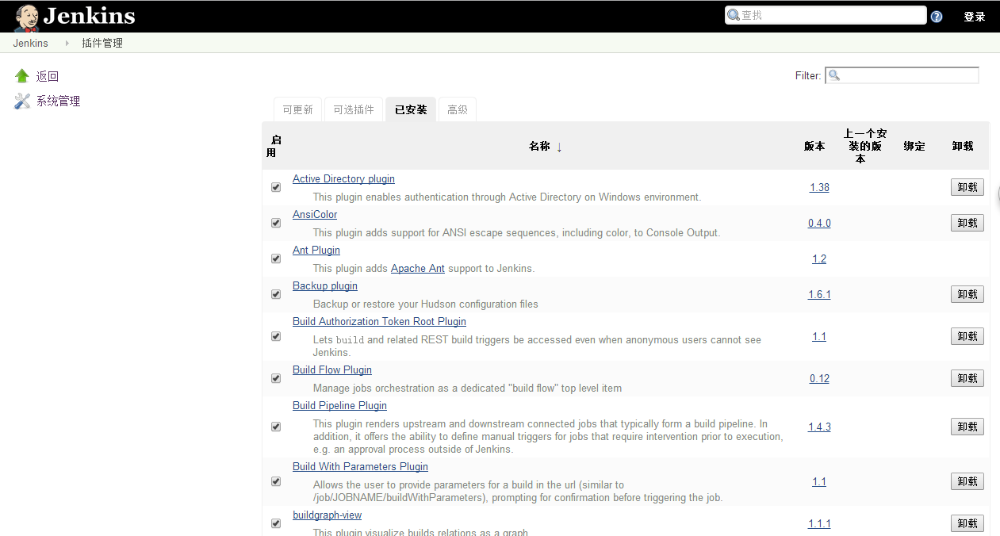 Jenkins
查找
登录
Jenkins
插件管理
返回
系统管理
Filter:
可更新
可选插件
已安装
高级
启
用
名称 ↓
版本
上一个安
装的版
本
绑定
卸载
Active Directory plugin
This plugin enables authentication through Active Directory on Windows environment.
1.38
卸载
AnsiColor
This plugin adds support for ANSI escape sequences, including color, to Console Output.
0.4.0
卸载
Ant Plugin
This plugin adds Apache Ant support to Jenkins.
1.2
Backup plugin
Backup or restore your Hudson configuration files
1.6.1
卸载
Build Authorization Token Root Plugin
Lets build and related REST build triggers be accessed even when anonymous users cannot see
Jenkins.
1.1
卸载
Build Flow Plugin
Manage jobs orchestration as a dedicated "build flow" top level item
0.12
卸载
Build Pipeline Plugin
This plugin renders upstream and downstream connected jobs that typically form a build pipeline. In
addition, it offers the ability to define manual triggers for jobs that require intervention prior to execution,
e.g. an approval process outside of Jenkins.
1.4.3
卸载
Build With Parameters Plugin
Allows the user to provide parameters for a build in the url (similar to
/job/JOBNAME/buildWithParameters), prompting for confirmation before triggering the job.
1.1
卸载
buildgraph-view
This plugin visualize builds relations as a graph
1.1.1
卸载